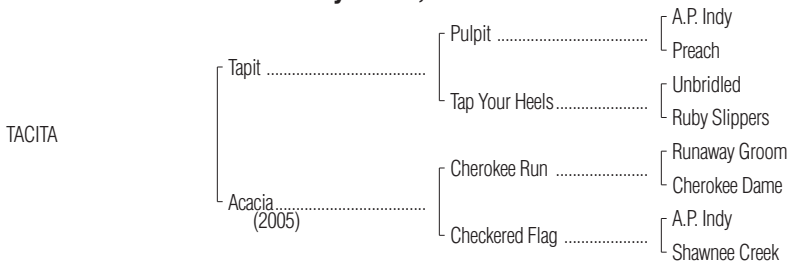 A.P. Indy
Pulpit
Preach
Tapit
Unbridled
Tap Your Heels
Ruby Slippers
TACITA
Runaway Groom
Cherokee Run
Cherokee Dame
Acacia
(2005)
A.P. Indy
Checkered Flag
Shawnee Creek